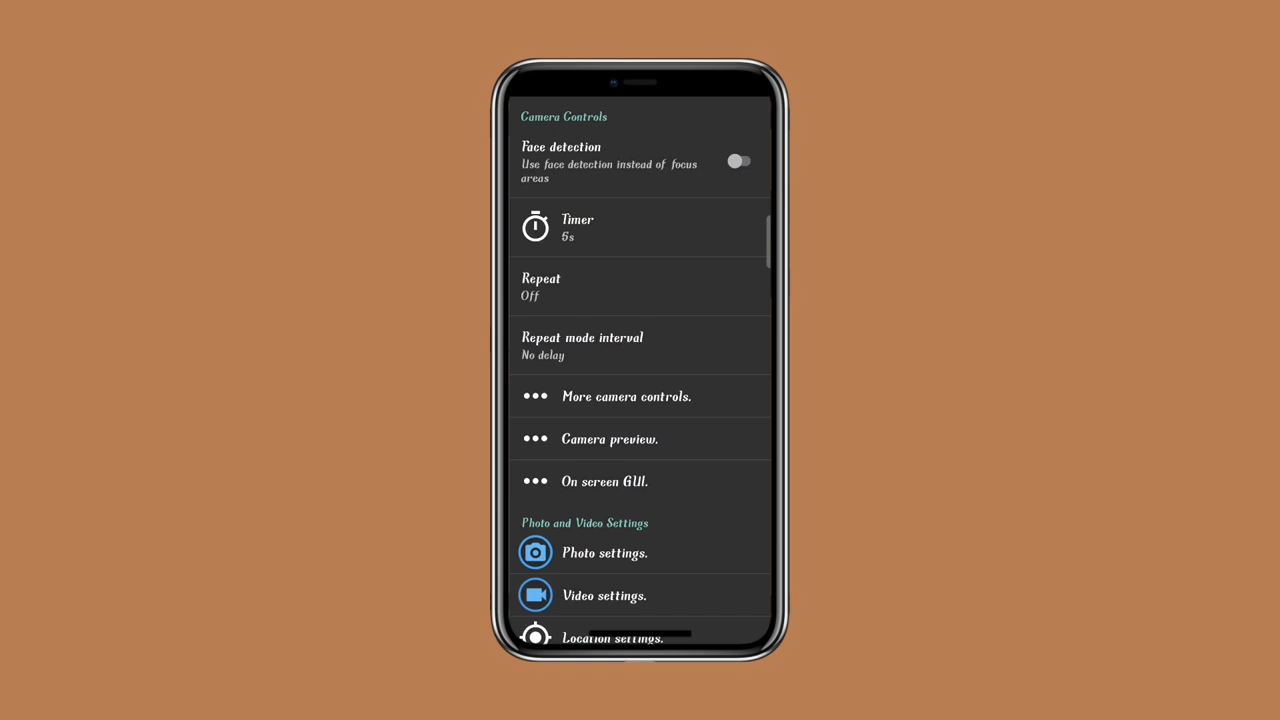 Camera Controls
Face detection
Use face detection instead of focus
areas
Timer
5s
Repeat
Off
Repeat mode interval
No delay
More camera controls.
Camera preview.
On screen GUI.
Photo and Video Settings
Photo settings.
Video settings.
Location settings.